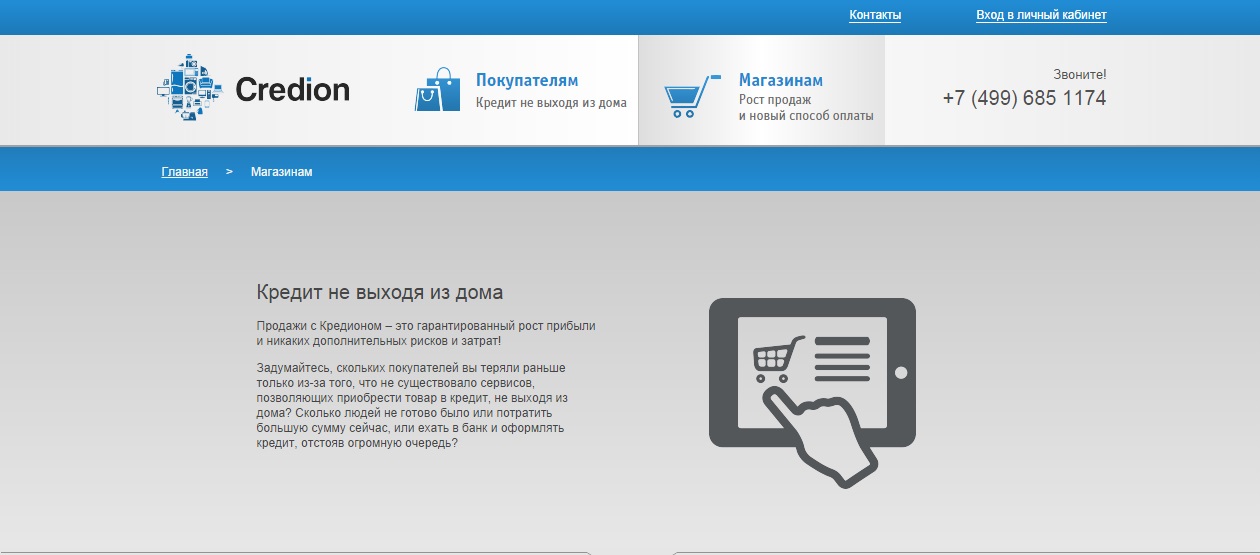 Контакты
Вход в личный кабинет
Credion
Покупателям
Кредит не выходя из дома
Магазинам
Рост продаж
и новый способ оплаты
Звоните!
+7 (499) 685 1174
Главная > Магазинам
Кредит не выходя из дома
Продажи с Кредионом – это гарантированный рост прибыли
и никаких дополнительных рисков и затрат!
Задумайтесь, скольких покупателей вы теряли раньше
только из-за того, что не существовало сервисов,
позволяющих приобрести товар в кредит, не выходя из
дома? Сколько людей не готово было или потратить
большую сумму сейчас, или ехать в банк и оформлять
кредит, отстояв огромную очередь?